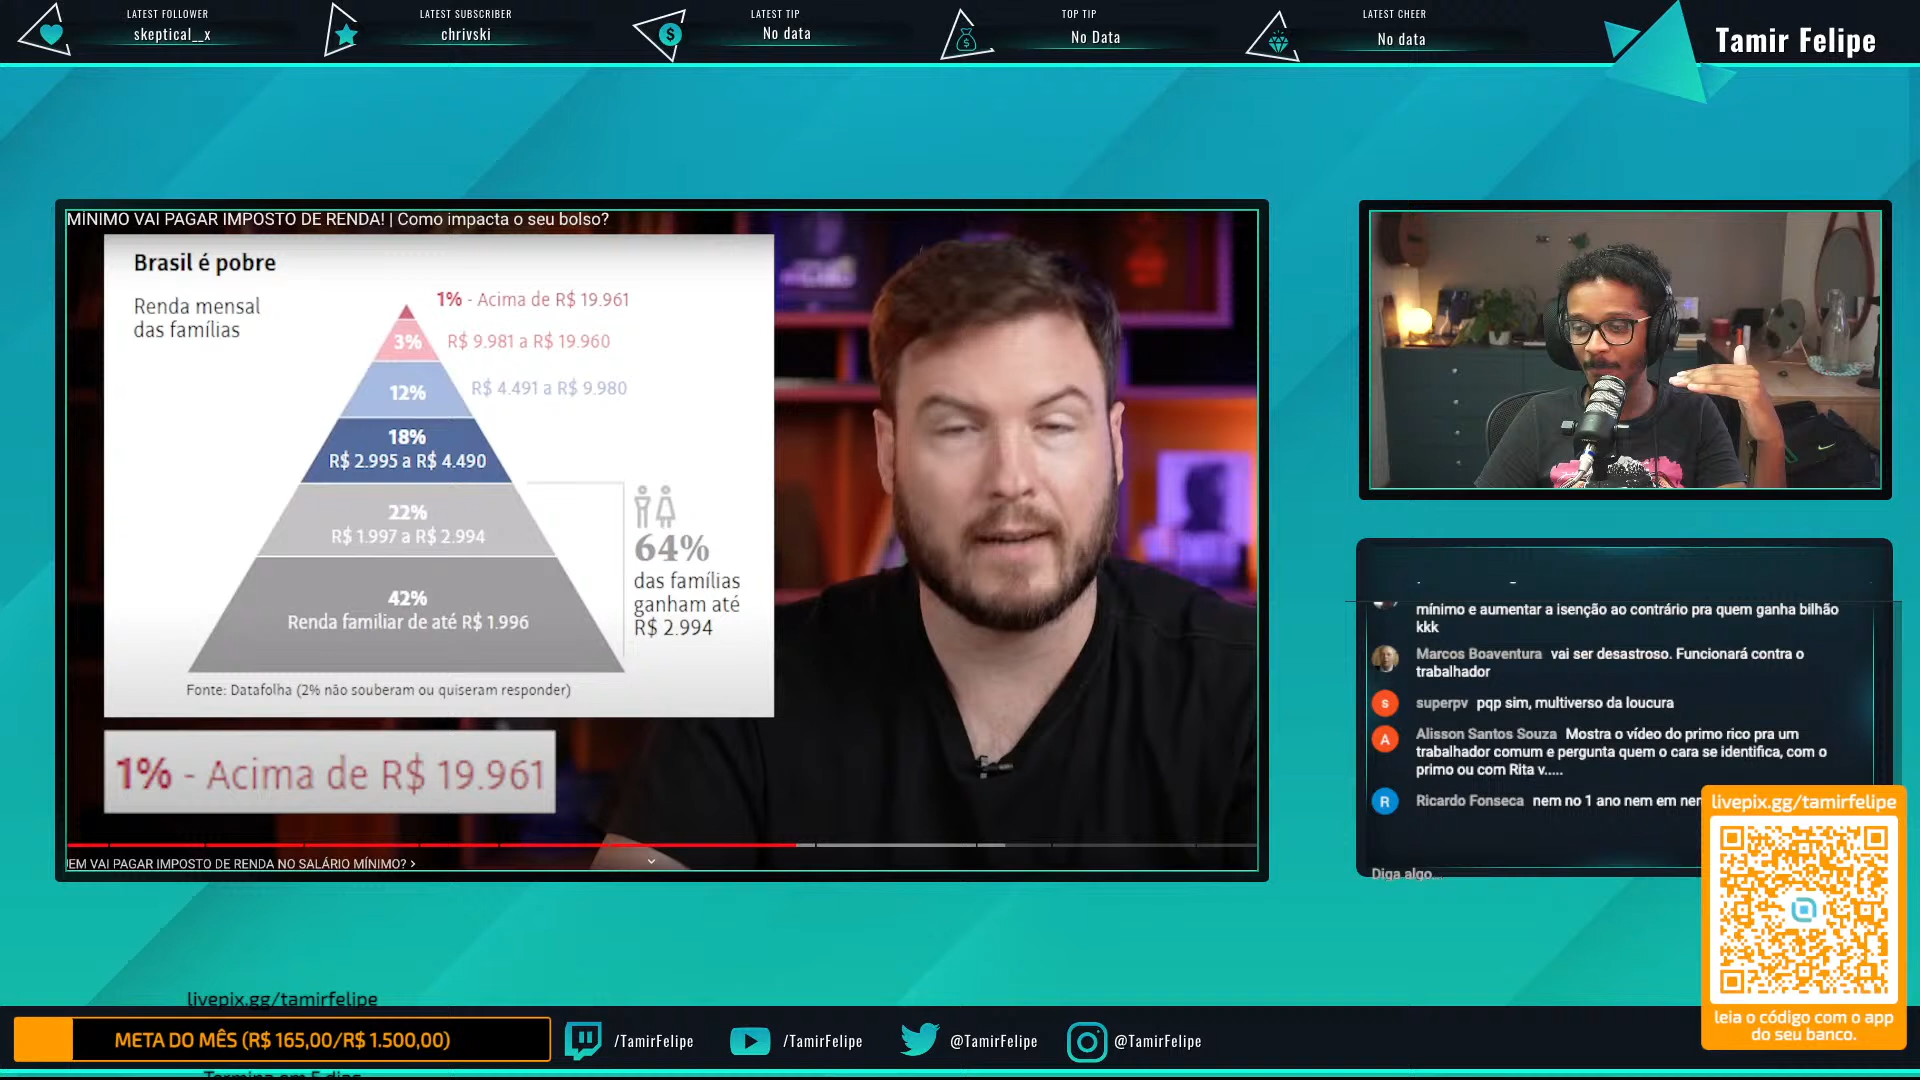 LATEST FOLLOWER
skeptical__x
LATEST SUBSCRIBER
chrivski
LATEST TIP
No data
TOP TIP
No Data
LATEST CHEER
No data
Tamir Felipe
MÍNIMO VAI PAGAR IMPOSTO DE RENDA! | Como impacta o seu bolso?
Brasil é pobre
Renda mensal
das famílias
1% - Acima de R$ 19.961
3% R$ 9.981 a R$ 19.960
12% R$ 4.491 a R$ 9.980
18%
R$ 2.995 a R$ 4.490
22%
R$ 1.997 a R$ 2.994
42%
Renda familiar de até R$ 1.996
64%
das famílias
ganham até
R$ 2.994
Fonte: Datafolha (2% não souberam ou quiseram responder)
1% - Acima de R$ 19.961
EM VAI PAGAR IMPOSTO DE RENDA NO SALÁRIO MÍNIMO? >
mínimo e aumentar a isenção ao contrário pra quem ganha bilhão
kkk
Marcos Boaventura vai ser desastroso. Funcionará contra o
trabalhador
s
superpv pqp sim, multiverso da loucura
A
Alisson Santos Souza Mostra o vídeo do primo rico pra um
trabalhador comum e pergunta quem o cara se identifica, com o
primo ou com Rita v.....
R
Ricardo Fonseca nem no 1 ano nem em
Diga algo...
livepix.gg/tamirfelipe
leia o código com o app
do seu banco.
livepix.gg/tamirfelipe
META DO MÊS (R$ 165,00/R$ 1.500,00)
Termina em 5 dias
/TamirFelipe
/TamirFelipe
@TamirFelipe
@TamirFelipe